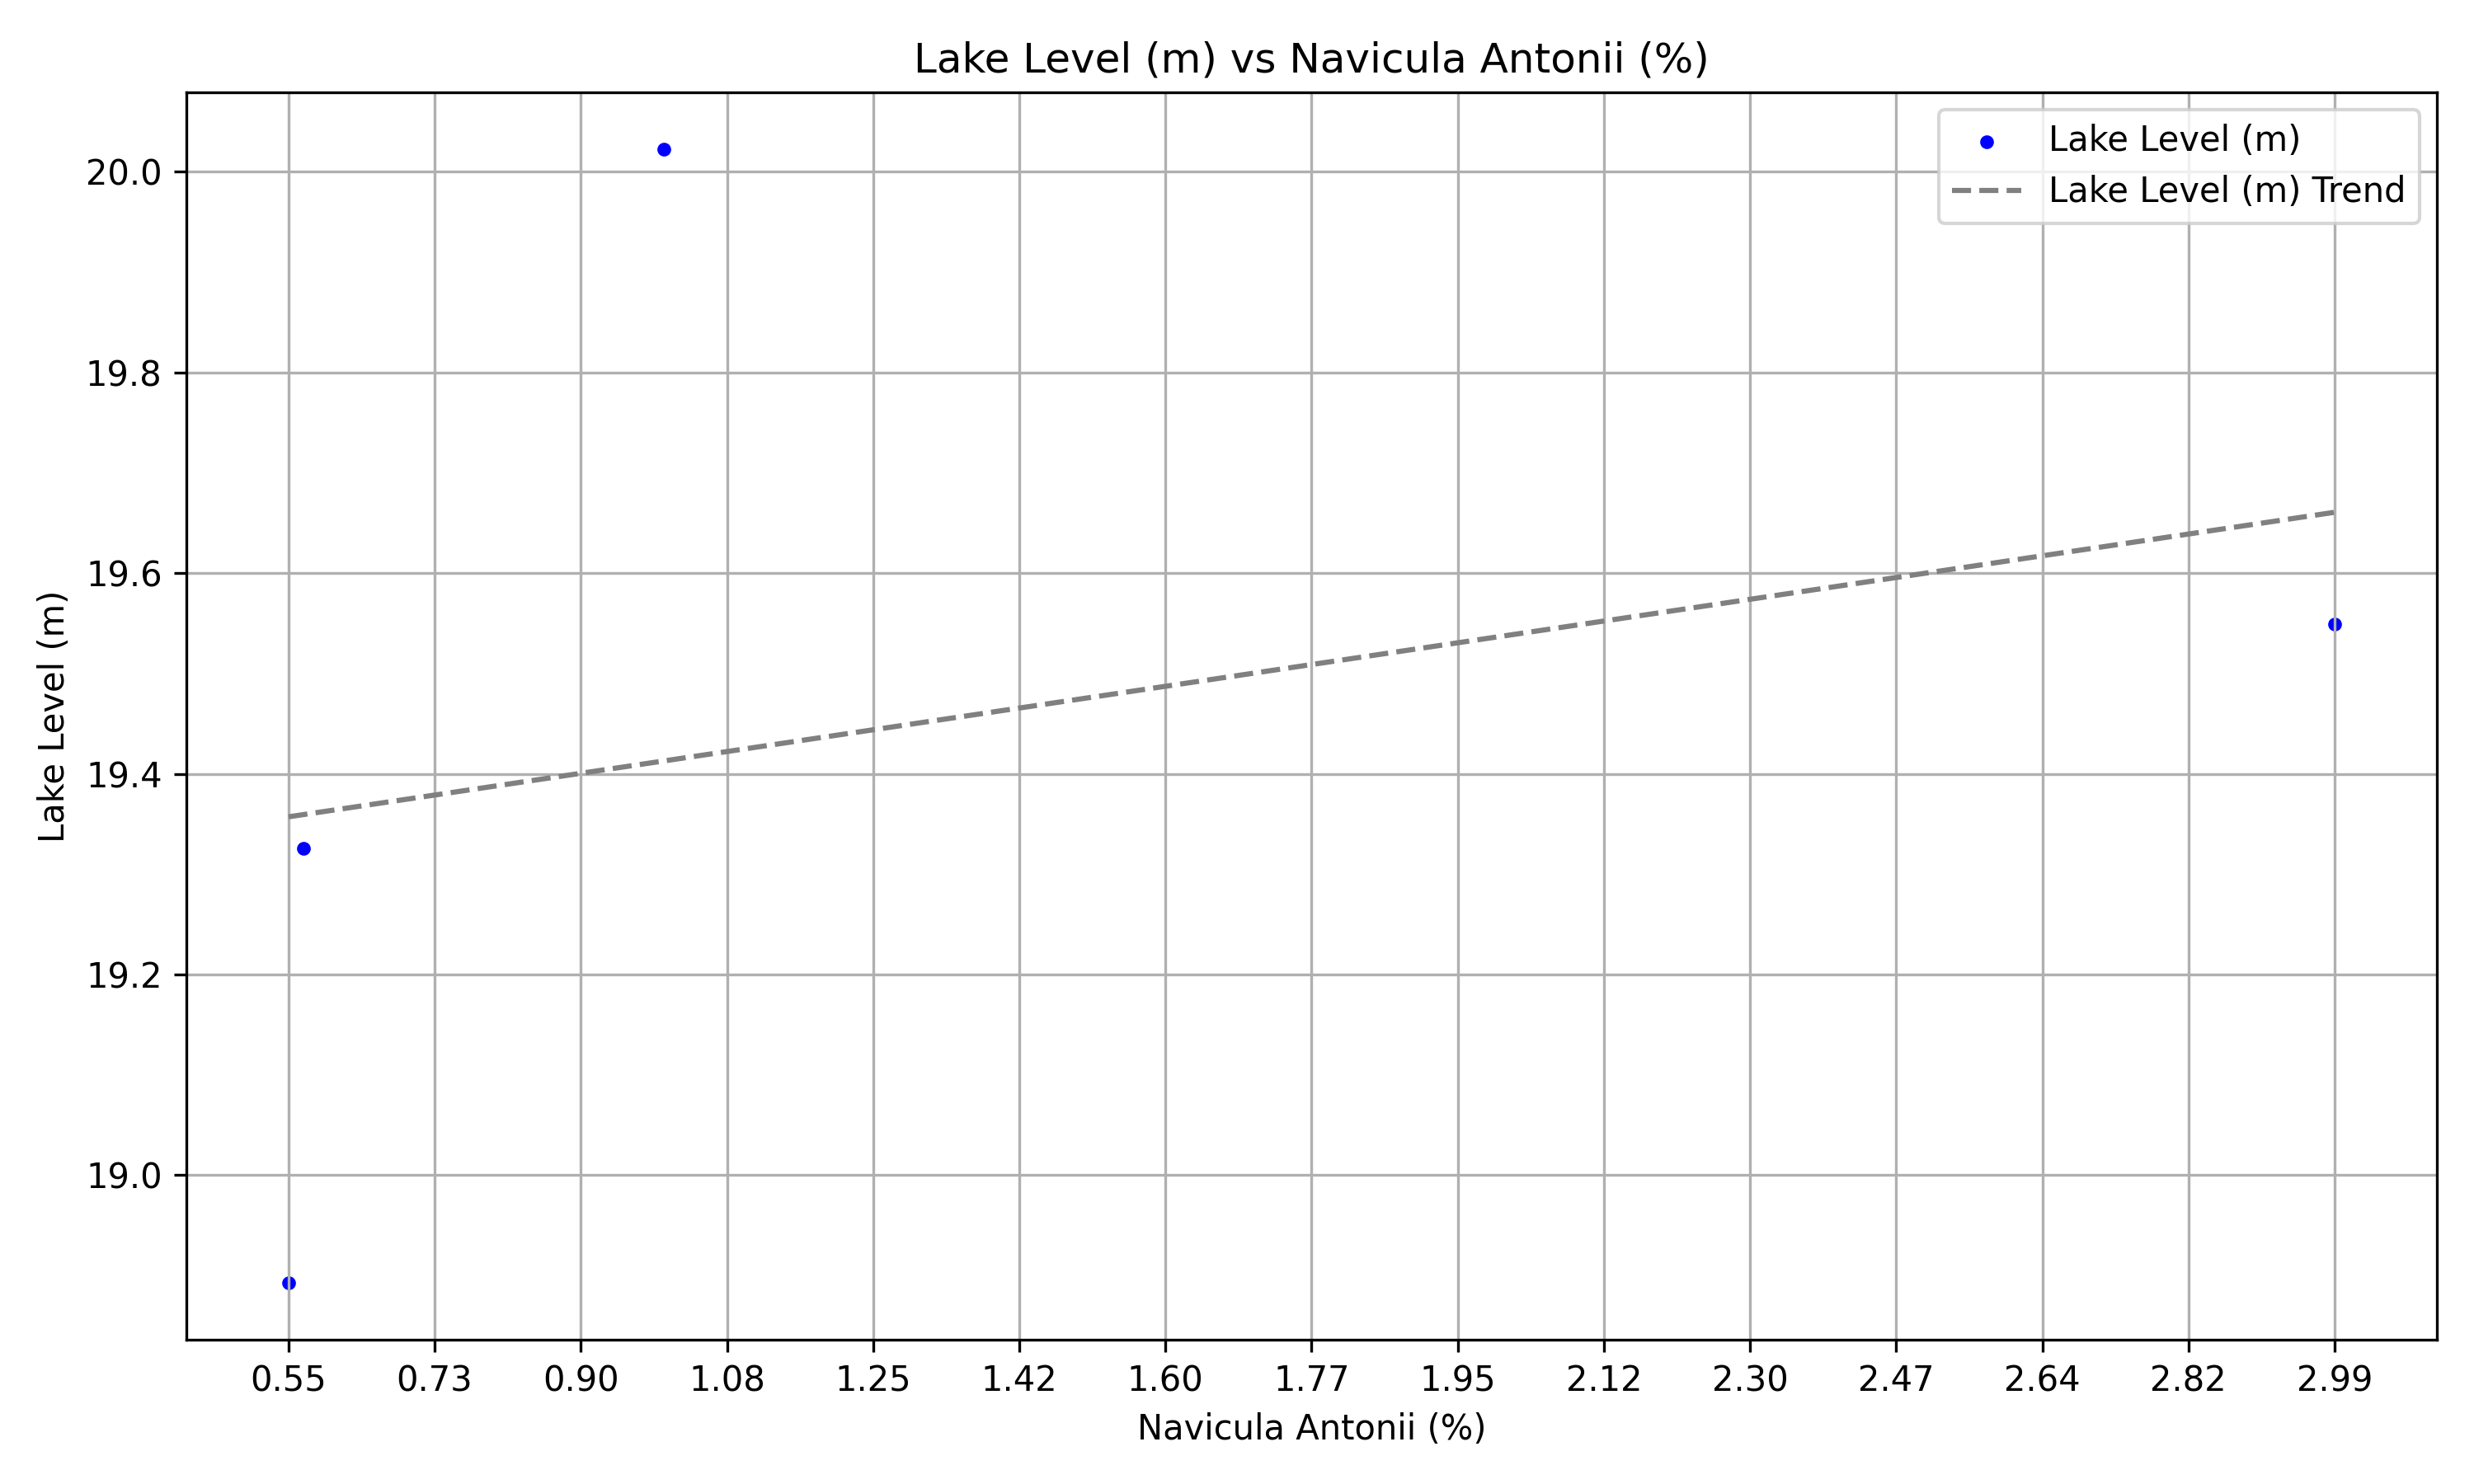 Lake Level (m) vs Navicula Antonii (%)
Lake Level (m)
Lake Level (m) Trend
20.0
19.8
19.6
19.4
19.2
19.0
Lake Level (m)
0.55 0.73 0.90 1.08 1.25 1.42 1.60 1.77 1.95 2.12 2.30 2.47 2.64 2.82 2.99
Navicula Antonii (%)